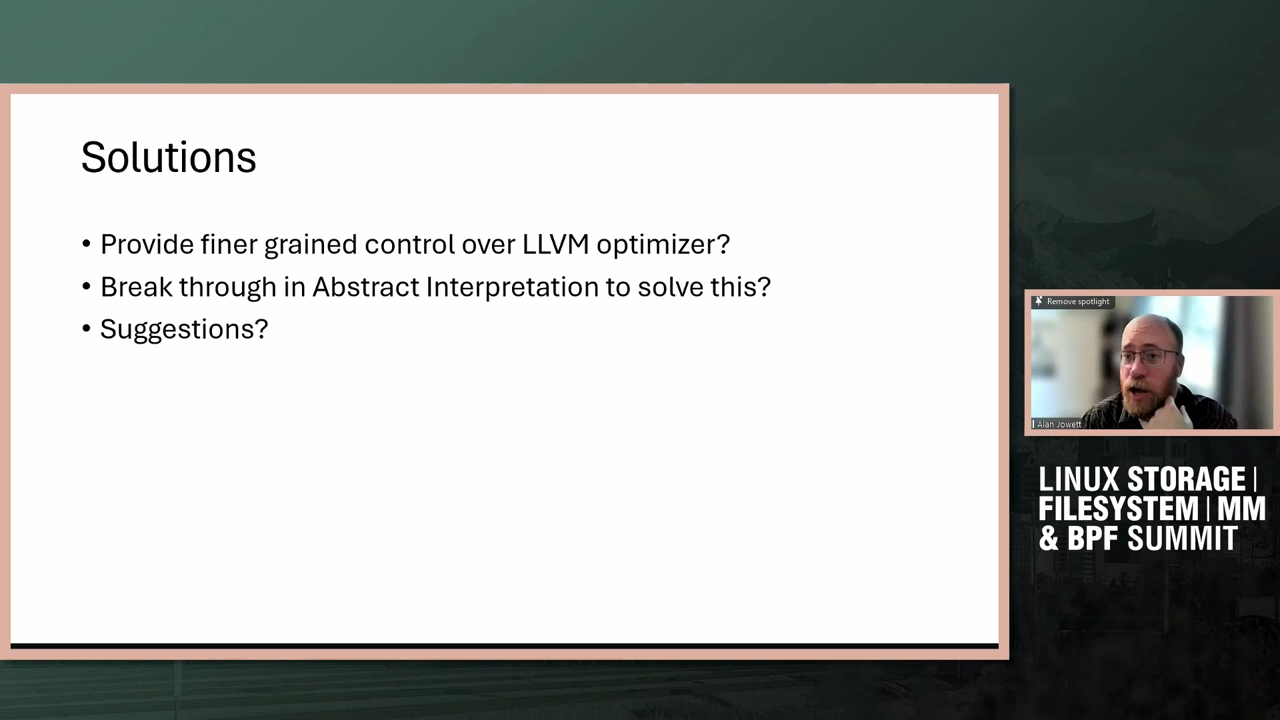 Solutions
• Provide finer grained control over LLVM optimizer?
• Break through in Abstract Interpretation to solve this?
• Suggestions?
Remove spotlight
Alan Jowett
LINUX STORAGE |
FILESYSTEM | MM
& BPF SUMMIT